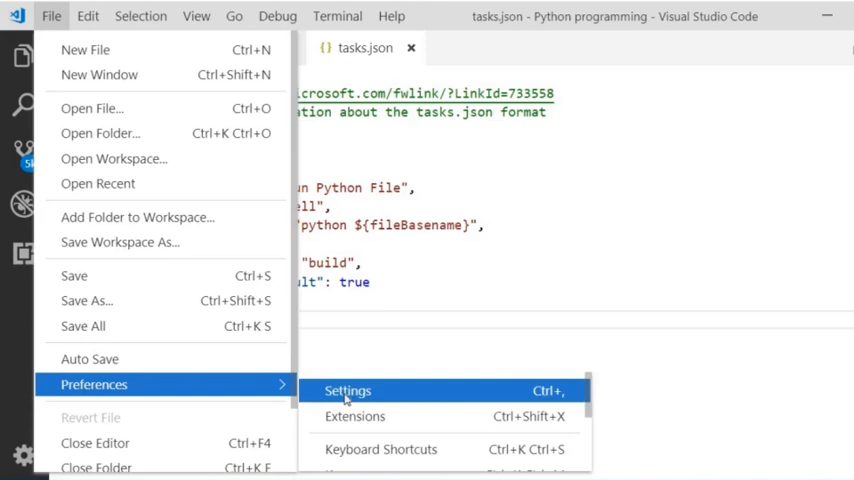 File Edit Selection View Go Debug Terminal Help tasks.json - Python programming - Visual Studio Code
New File Ctrl+N
New Window Ctrl+Shift+N
Open File... Ctrl+O
Open Folder... Ctrl+K Ctrl+O
Open Workspace...
Open Recent
Add Folder to Workspace...
Save Workspace As...
Save Ctrl+S
Save As... Ctrl+Shift+S
Save All Ctrl+K S
Auto Save
Preferences
Revert File
Close Editor Ctrl+F4
Close Folder Ctrl+K F
{} tasks.json ×
icrosoft.com/fwlink/?LinkId=733558
ation about the tasks.json format
un Python File",
ell",
"python ${fileBasename}",
"build",
ult": true
Settings Ctrl+,
Extensions Ctrl+Shift+X
Keyboard Shortcuts Ctrl+K Ctrl+S
5k